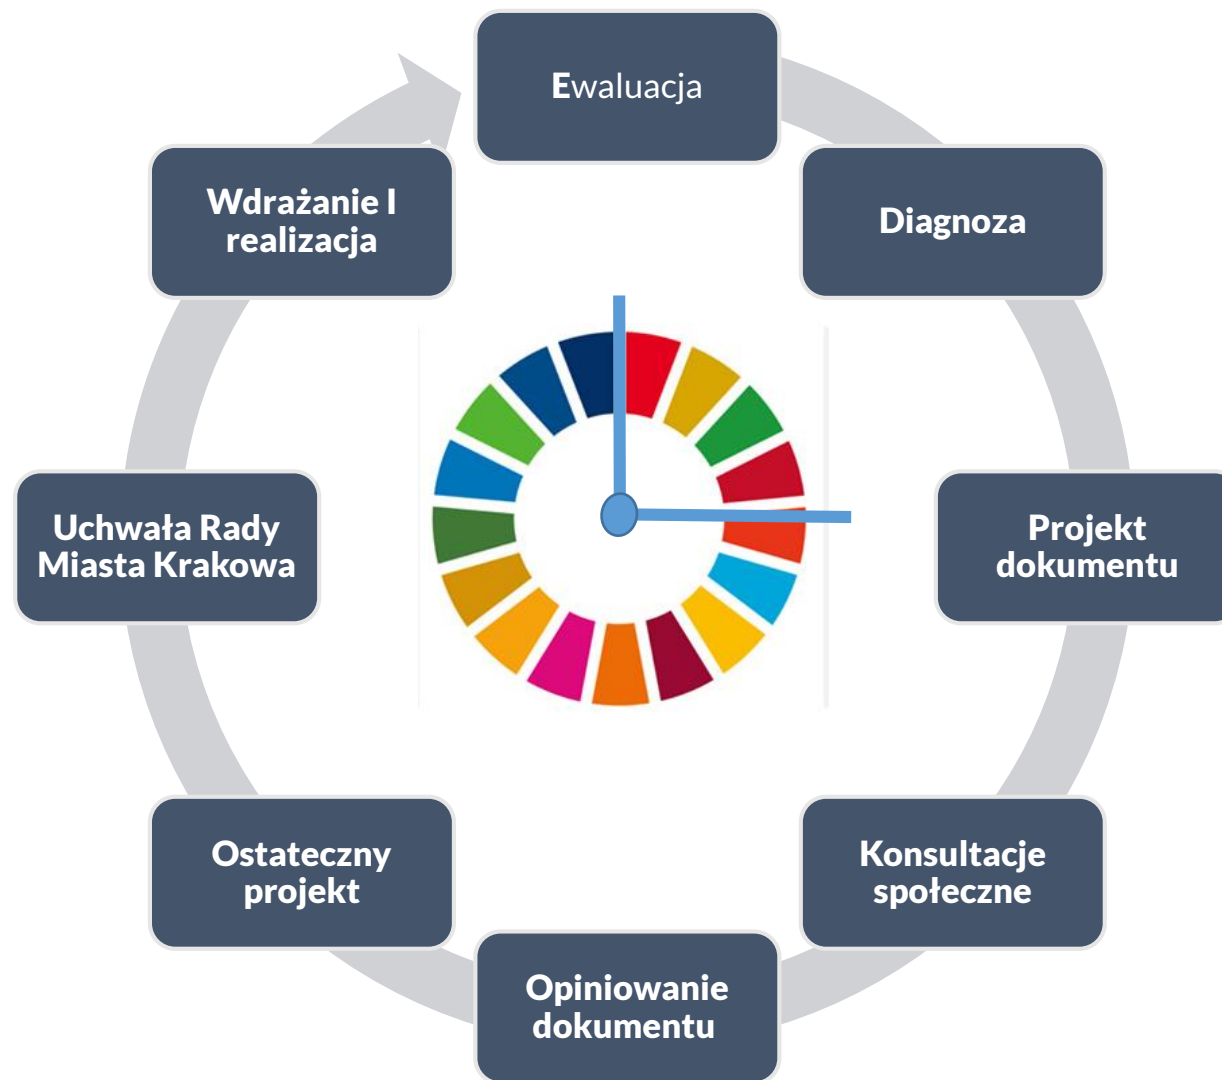 Ewaluacja
Diagnoza
Projekt
dokumentu
Konsultacje
społeczne
Opiniowanie
dokumentu
Ostateczny
projekt
Uchwała Rady
Miasta Krakowa
Wdrażanie I
realizacja